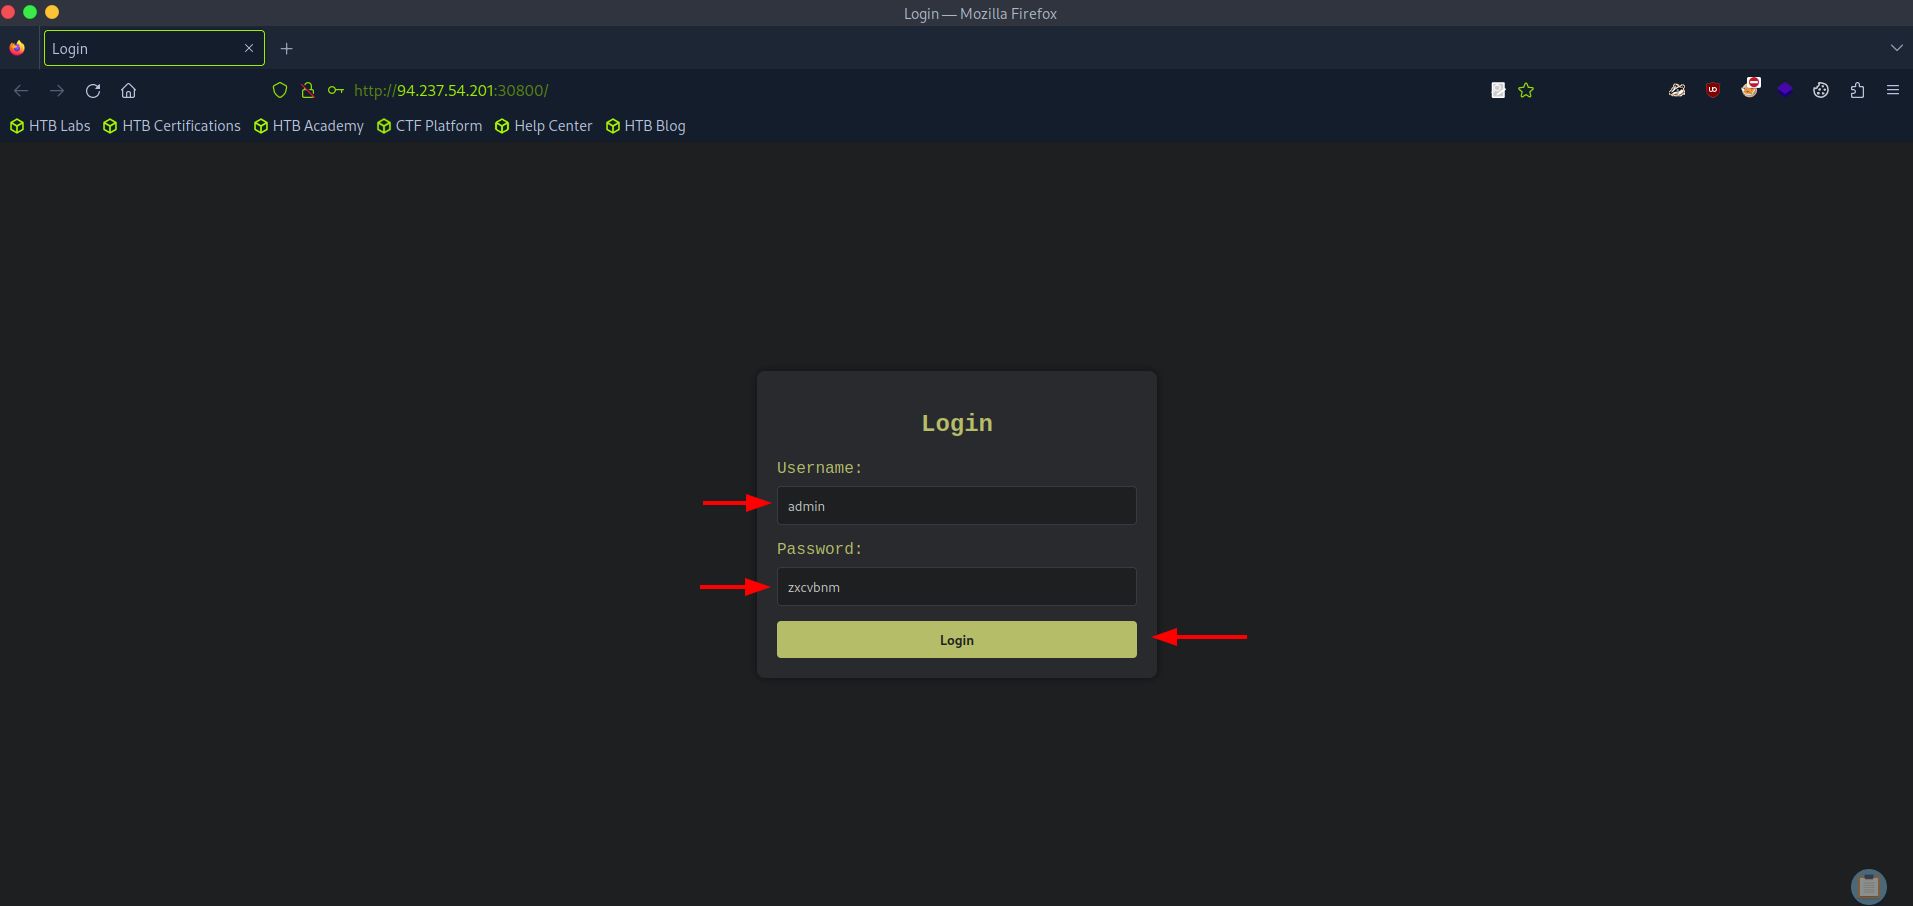 Login — Mozilla Firefox
Login
http://94.237.54.201:30800/
HTB Labs HTB Certifications HTB Academy CTF Platform Help Center HTB Blog
Login
Username:
admin
Password:
zxcvbnm
Login